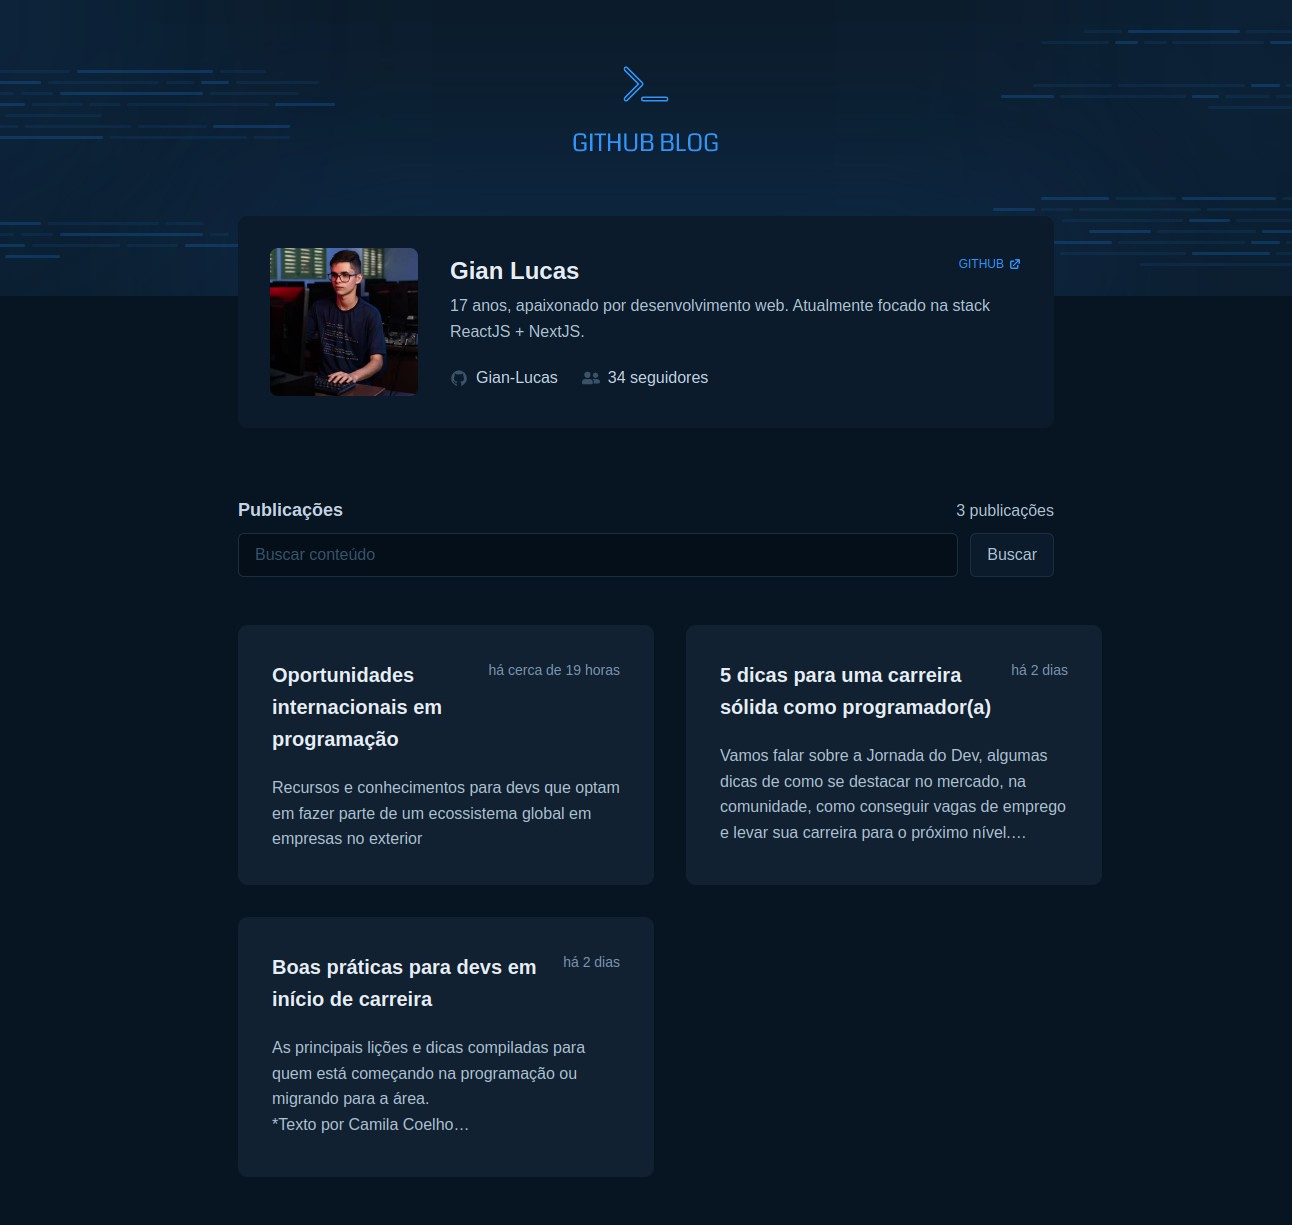 GITHUB BLOG
Gian Lucas
GITHUB
17 anos, apaixonado por desenvolvimento web. Atualmente focado na stack
ReactJS + NextJS.
Gian-Lucas
34 seguidores
Publicações
3 publicações
Buscar conteúdo
Buscar
Oportunidades
internacionais em
programação
há cerca de 19 horas
Recursos e conhecimentos para devs que optam
em fazer parte de um ecossistema global em
empresas no exterior
5 dicas para uma carreira
sólida como programador(a)
há 2 dias
Vamos falar sobre a Jornada do Dev, algumas
dicas de como se destacar no mercado, na
comunidade, como conseguir vagas de emprego
e levar sua carreira para o próximo nível.…
Boas práticas para devs em
início de carreira
há 2 dias
As principais lições e dicas compiladas para
quem está começando na programação ou
migrando para a área.
*Texto por Camila Coelho…